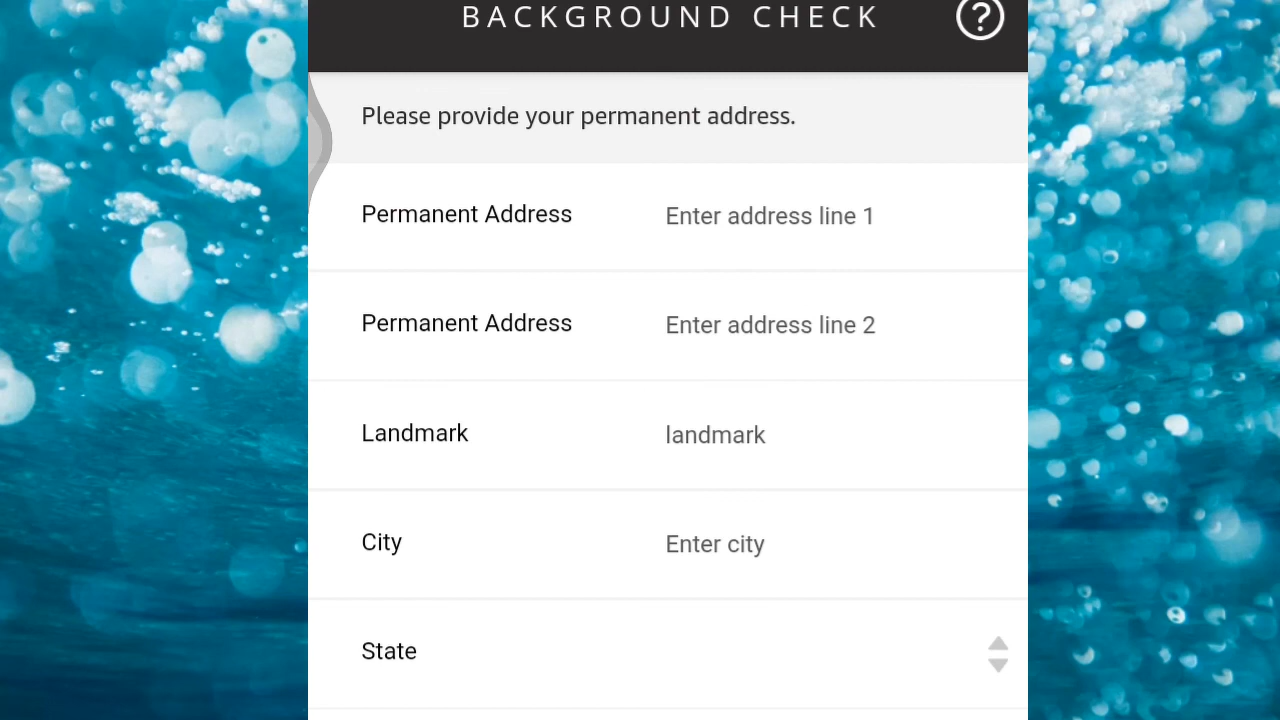 BACKGROUND CHECK
Please provide your permanent address.
Permanent Address Enter address line 1
Permanent Address Enter address line 2
Landmark landmark
City Enter city
State